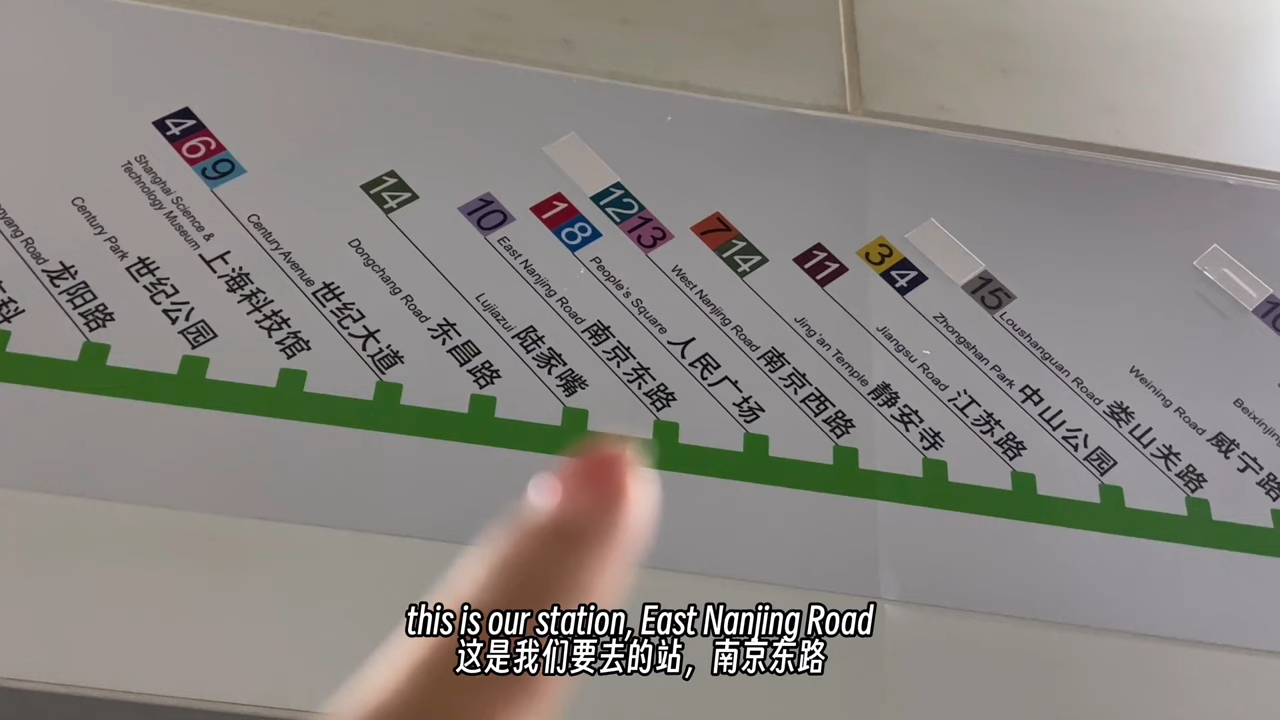 4 6 9
14
10
1 8
12 13
7 14
11
3 4
15
龙阳路
Century Park
世纪公园
Shanghai Science &
Technology Museum
上海科技馆
Century Avenue
世纪大道
Dongchang Road
东昌路
Lujiazui
陆家嘴
East Nanjing Road
南京东路
People's Square
人民广场
West Nanjing Road
南京西路
Jing'an Temple
静安寺
Jiangsu Road
江苏路
Zhongshan Park
中山公园
Loushanguan Road
娄山关路
Weining Road
威宁路
this is our station, East Nanjing Road
这是我们要去的站，南京东路